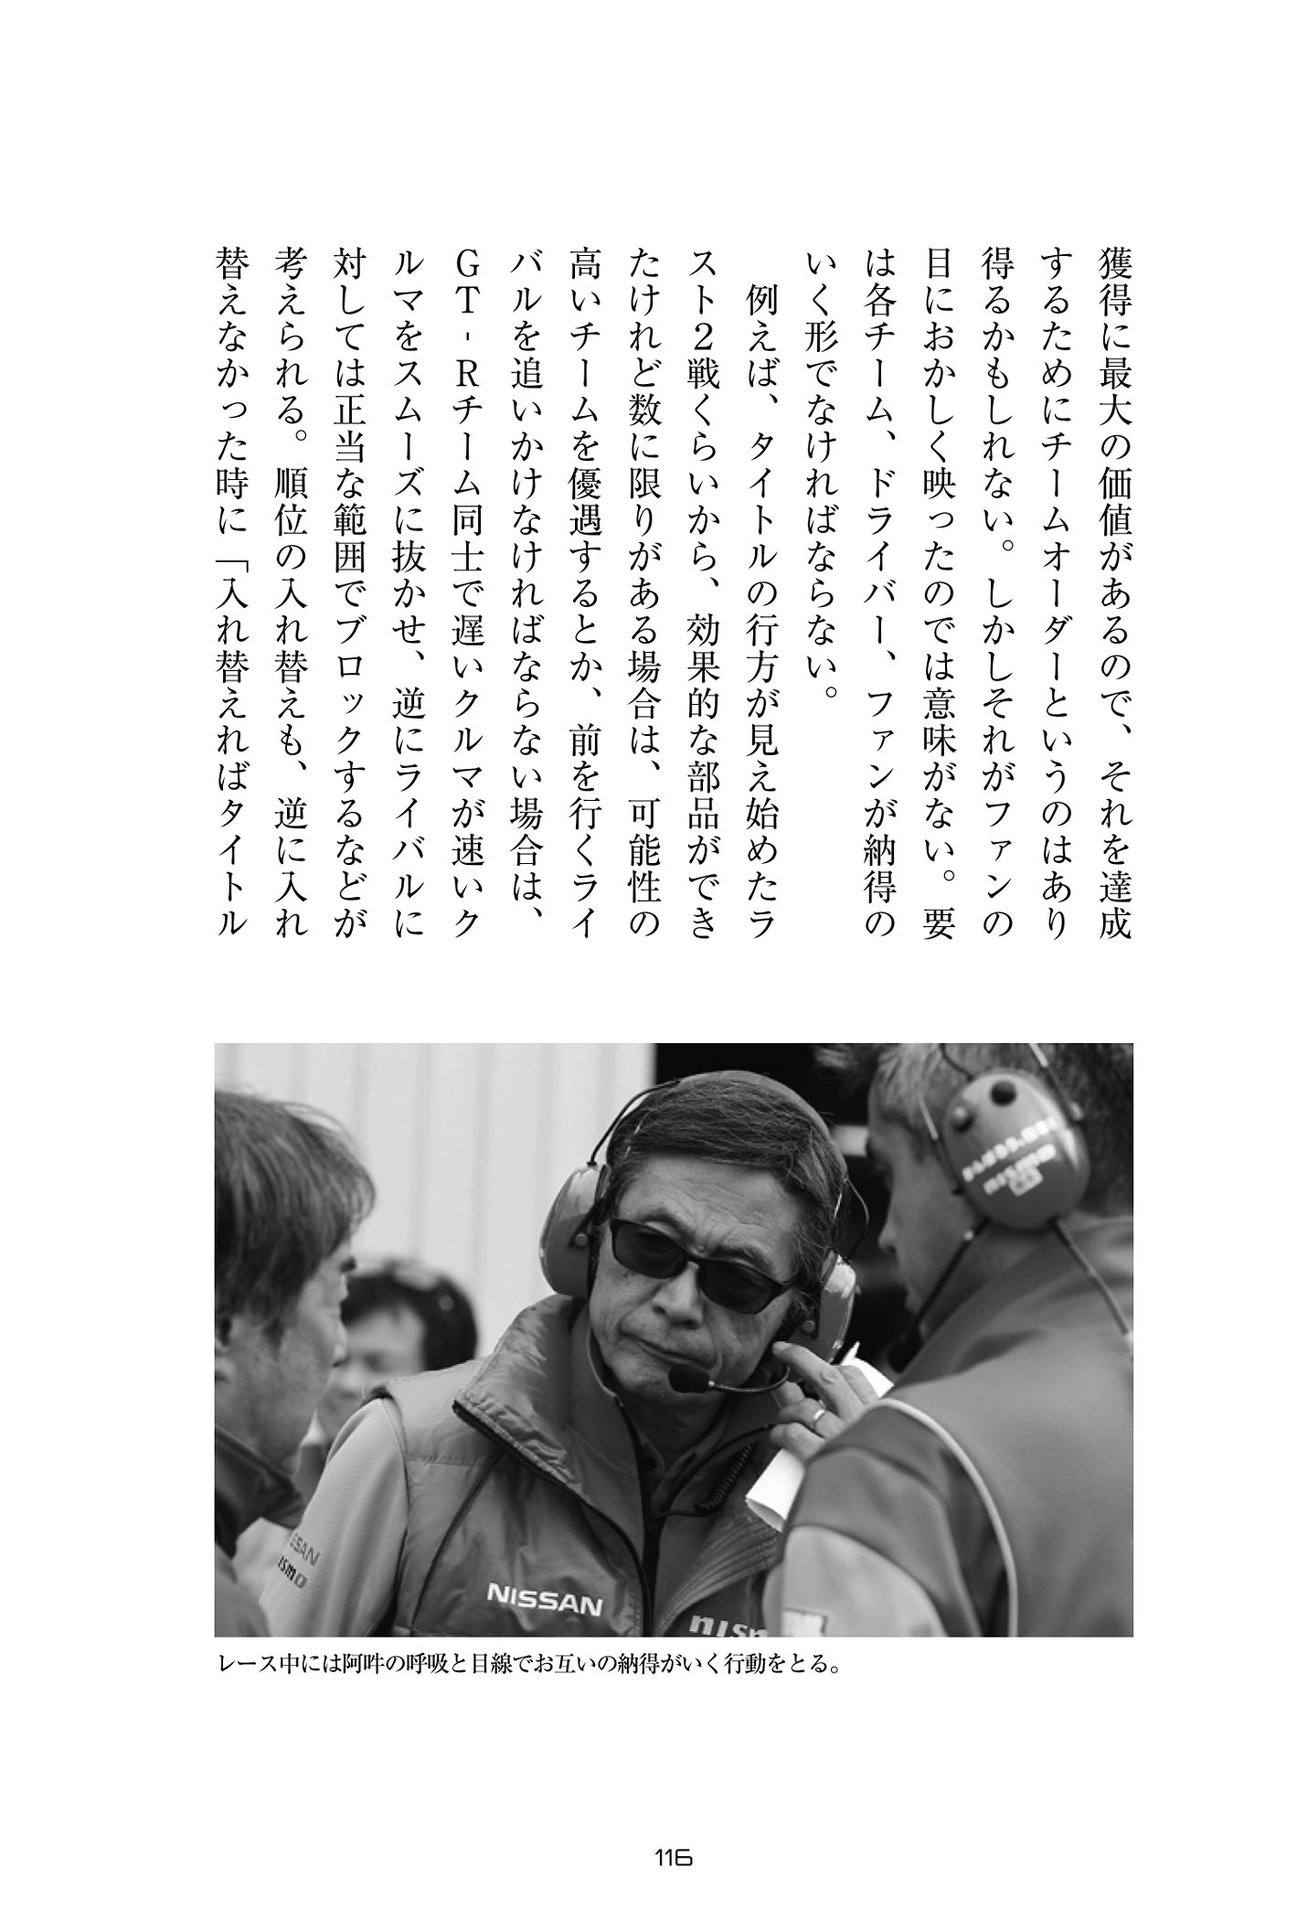 獲得に最大の価値があるので、それを達成
するためにチームオーダーというのはあり
得るかもしれない。しかしそれがファンの
目におかしく映ったのでは意味がない。要
は各チーム、ドライバー、ファンが納得の
いく形でなければならない。
例えば、タイトルの行方が見え始めたラ
スト2戦くらいから、効果的な部品ができ
たけれど数に限りがある場合は、可能性の
高いチームを優遇するとか、前を行くライ
バルを追いかけなければならない場合は、
GT-Rチーム同士で遅いクルマが速いク
ルマをスムーズに抜かせ、逆にライバルに
対しては正当な範囲でブロックするなどが
考えられる。順位の入れ替えも、逆に入れ
替えなかった時に「入れ替えればタイトル
NISSAN
nism
SSAN
ismo
レース中には阿吽の呼吸と目線でお互いの納得がいく行動をとる。
116